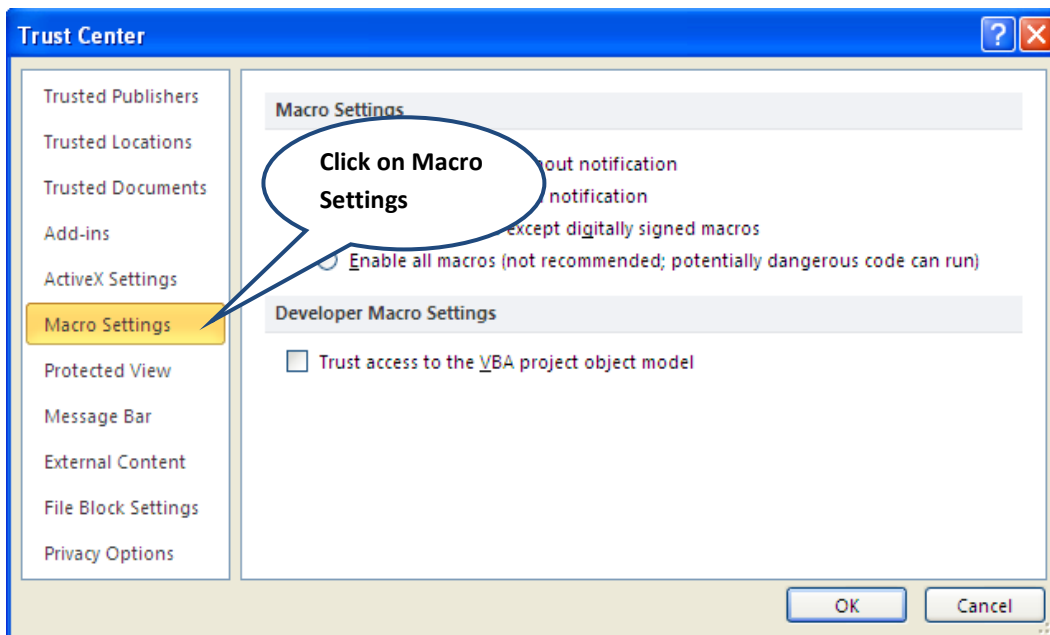 Trust Center
Trusted Publishers
Trusted Locations
Trusted Documents
Add-ins
ActiveX Settings
Macro Settings
Protected View
Message Bar
External Content
File Block Settings
Privacy Options
Macro Settings
Click on Macro
Settings
out notification
notification
except digitally signed macros
Enable all macros (not recommended; potentially dangerous code can run)
Developer Macro Settings
Trust access to the VBA project object model
OK
Cancel